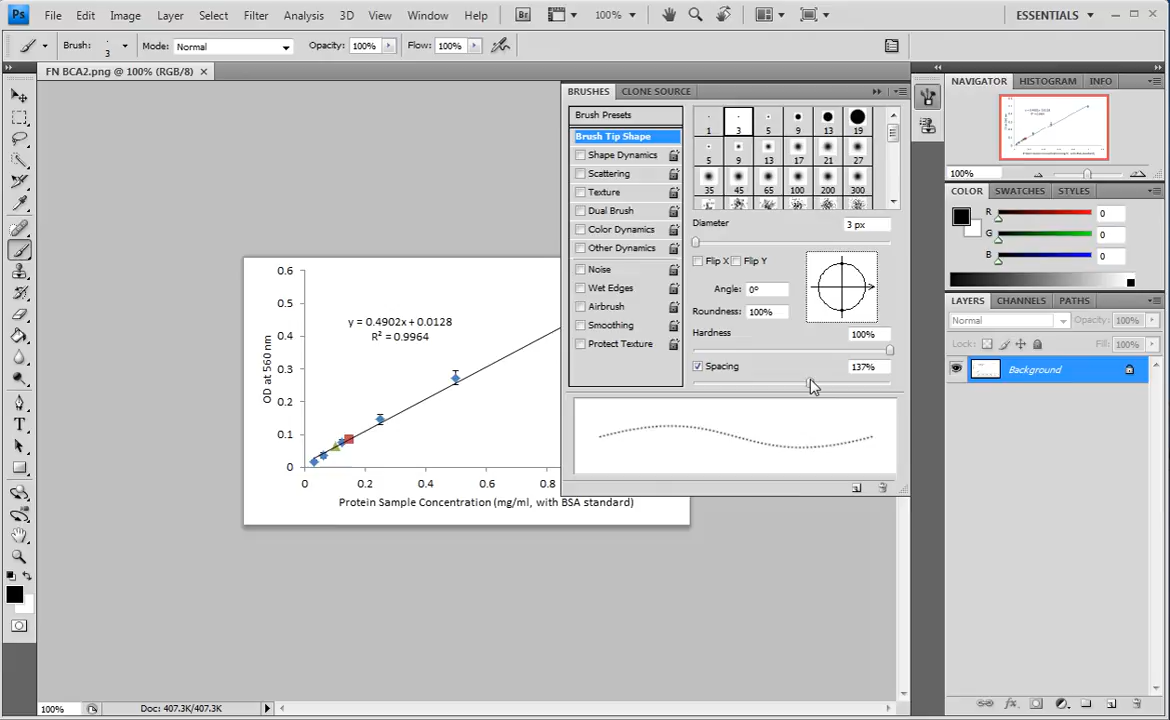 Ps File Edit Image Layer Select Filter Analysis 3D View Window Help Br 100% ESSENTIALS
Brush: 3 Mode: Normal Opacity: 100% Flow: 100%
FN BCA2.png @ 100% (RGB/8)
BRUSHES CLONE SOURCE
Brush Presets
Brush Tip Shape
Shape Dynamics
Scattering
Texture
Dual Brush
Color Dynamics
Other Dynamics
Noise
Wet Edges
Airbrush
Smoothing
Protect Texture
1 3 5 9 13 19
5 9 13 17 21 27
35 45 65 100 200 300
Diameter 3 px
Flip X Flip Y
Angle: 0º
Roundness: 100%
Hardness 100%
Spacing 137%
NAVIGATOR HISTOGRAM INFO
100%
COLOR SWATCHES STYLES
R 0
G 0
B 0
LAYERS CHANNELS PATHS
Normal Opacity: 100%
Lock: Fill: 100%
Background
0.6
0.5
0.4
0.3
0.2
0.1
0
y = 0.4902x + 0.0128
R² = 0.9964
OD at 560 nm
0 0.2 0.4 0.6 0.8
Protein Sample Concentration (mg/ml, with BSA standard)
T
100% Doc: 407.3K/407.3K